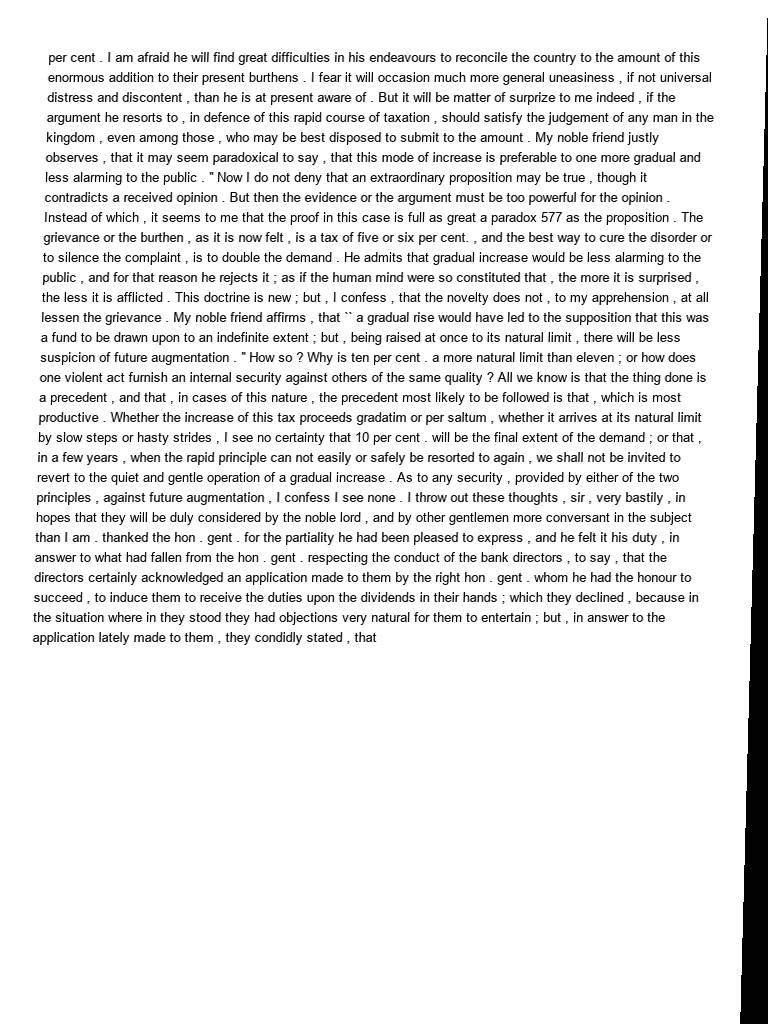 per cent . I am afraid he will find great difficulties in his endeavours to reconcile the country to the amount of this
enormous addition to their present burthens . I fear it will occasion much more general uneasiness , if not universal
distress and discontent , than he is at present aware of . But it will be matter of surprize to me indeed , if the
argument he resorts to , in defence of this rapid course of taxation , should satisfy the judgement of any man in the
kingdom , even among those , who may be best disposed to submit to the amount . My noble friend justly
observes , that it may seem paradoxical to say , that this mode of increase is preferable to one more gradual and
less alarming to the public . " Now I do not deny that an extraordinary proposition may be true , though it
contradicts a received opinion . But then the evidence or the argument must be too powerful for the opinion .
Instead of which , it seems to me that the proof in this case is full as great a paradox 577 as the proposition . The
grievance or the burthen , as it is now felt , is a tax of five or six per cent. , and the best way to cure the disorder or
to silence the complaint , is to double the demand . He admits that gradual increase would be less alarming to the
public , and for that reason he rejects it ; as if the human mind were so constituted that , the more it is surprised ,
the less it is afflicted . This doctrine is new ; but , I confess , that the novelty does not , to my apprehension , at all
lessen the grievance . My noble friend affirms , that `` a gradual rise would have led to the supposition that this was
a fund to be drawn upon to an indefinite extent ; but , being raised at once to its natural limit , there will be less
suspicion of future augmentation . " How so ? Why is ten per cent . a more natural limit than eleven ; or how does
one violent act furnish an internal security against others of the same quality ? All we know is that the thing done is
a precedent , and that , in cases of this nature , the precedent most likely to be followed is that , which is most
productive . Whether the increase of this tax proceeds gradatim or per saltum , whether it arrives at its natural limit
by slow steps or hasty strides , I see no certainty that 10 per cent . will be the final extent of the demand ; or that ,
in a few years , when the rapid principle can not easily or safely be resorted to again , we shall not be invited to
revert to the quiet and gentle operation of a gradual increase . As to any security , provided by either of the two
principles , against future augmentation , I confess I see none . I throw out these thoughts , sir , very bastily , in
hopes that they will be duly considered by the noble lord , and by other gentlemen more conversant in the subject
than I am . thanked the hon . gent . for the partiality he had been pleased to express , and he felt it his duty , in
answer to what had fallen from the hon . gent . respecting the conduct of the bank directors , to say , that the
directors certainly acknowledged an application made to them by the right hon . gent . whom he had the honour to
succeed , to induce them to receive the duties upon the dividends in their hands ; which they declined , because in
the situation where in they stood they had objections very natural for them to entertain ; but , in answer to the
application lately made to them , they condidly stated , that